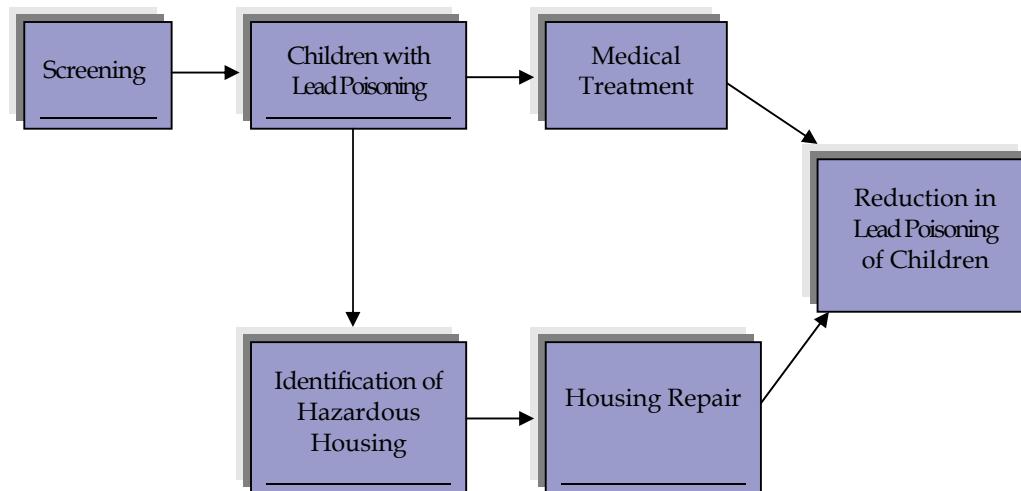 Screening
Children with
Lead Poisoning
Medical
Treatment
Reduction in
Lead Poisoning
of Children
Identification of
Hazardous
Housing
Housing Repair